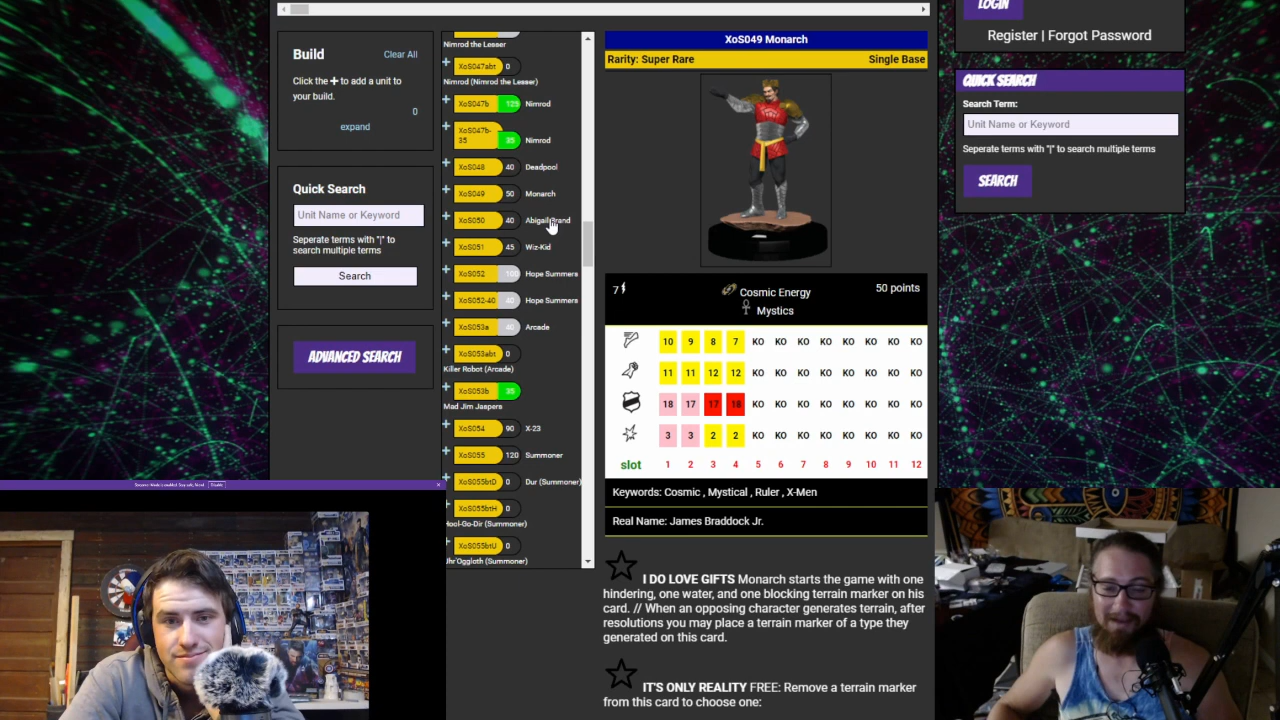 Build
Clear All
Click the + to add a unit to
your build.
0
expand
Quick Search
Unit Name or Keyword
Seperate terms with "|" to
search multiple terms
Search
ADVANCED SEARCH
Nimrod the Lesser
XoS047abt 0
Nimrod (Nimrod the Lesser)
XoS047b 125 Nimrod
XoS047b-
35 35 Nimrod
XoS048 40 Deadpool
XoS049 50 Monarch
XoS050 40 Abigail Brand
XoS051 45 Wiz-Kid
XoS052 100 Hope Summers
XoS052-40 40 Hope Summers
XoS053a 40 Arcade
XoS053abt 0
Killer Robot (Arcade)
XoS053b 35
Mad Jim Jaspers
XoS054 90 X-23
XoS055 120 Summoner
XoS055btD 0 Dur (Summoner)
XoS055btH 0
Hool-Go-Dir (Summoner)
XoS055btU 0
Uhr'Oggloth (Summoner)
XoS049 Monarch
Rarity: Super Rare Single Base
7 Cosmic Energy 50 points
Mystics
10 9 8 7 KO KO KO KO KO KO KO KO
11 11 12 12 KO KO KO KO KO KO KO KO
18 17 17 18 KO KO KO KO KO KO KO KO
3 3 2 2 KO KO KO KO KO KO KO KO
slot 1 2 3 4 5 6 7 8 9 10 11 12
Keywords: Cosmic , Mystical , Ruler , X-Men
Real Name: James Braddock Jr.
I DO LOVE GIFTS Monarch starts the game with one
hindering, one water, and one blocking terrain marker on his
card. // When an opposing character generates terrain, after
resolutions you may place a terrain marker of a type they
generated on this card.
IT'S ONLY REALITY FREE: Remove a terrain marker
from this card to choose one:
LOGIN
Register | Forgot Password
QUICK SEARCH
Search Term:
Unit Name or Keyword
Seperate terms with "|" to search multiple terms
SEARCH